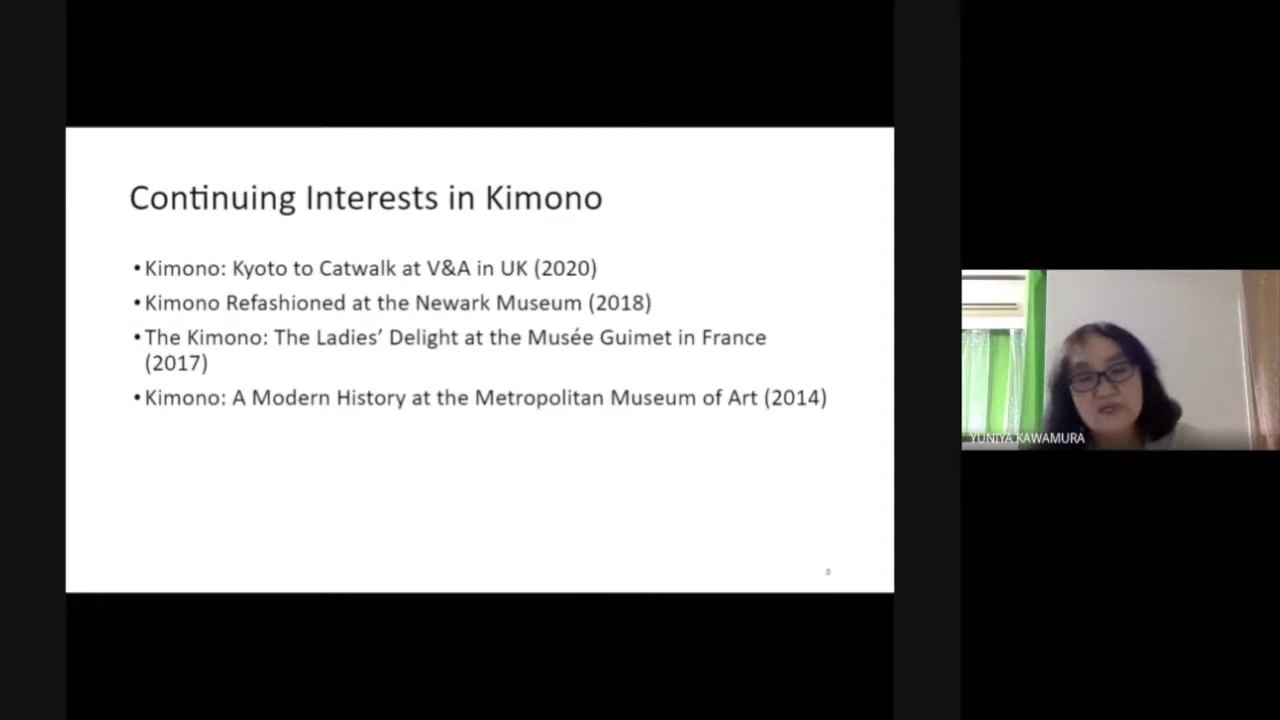 Continuing Interests in Kimono
• Kimono: Kyoto to Catwalk at V&A in UK (2020)
• Kimono Refashioned at the Newark Museum (2018)
• The Kimono: The Ladies’ Delight at the Musée Guimet in France
(2017)
• Kimono: A Modern History at the Metropolitan Museum of Art (2014)
8
YUNIYA KAWAMURA